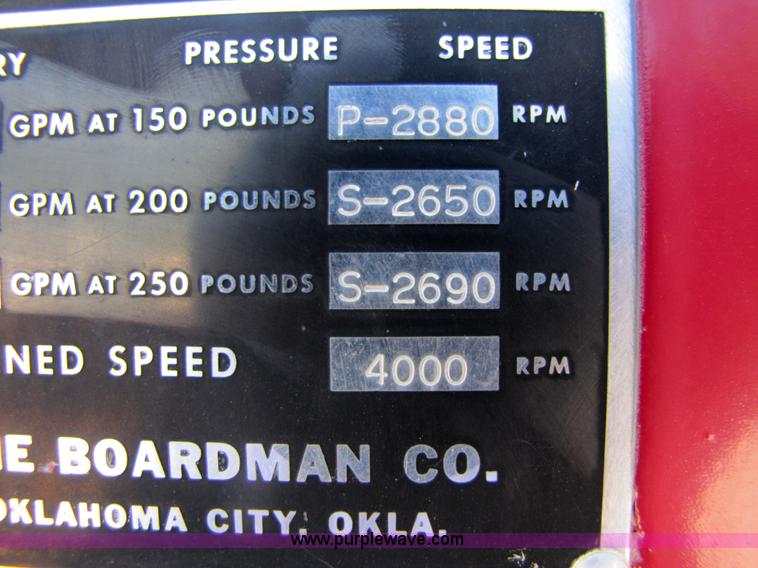 RY PRESSURE SPEED
GPM AT 150 POUNDS P-2880 RPM
GPM AT 200 POUNDS S-2650 RPM
GPM AT 250 POUNDS S-2690 RPM
NED SPEED 4000 RPM
E BOARDMAN CO.
OKLAHOMA CITY, OKLA.
www.purplewave.com